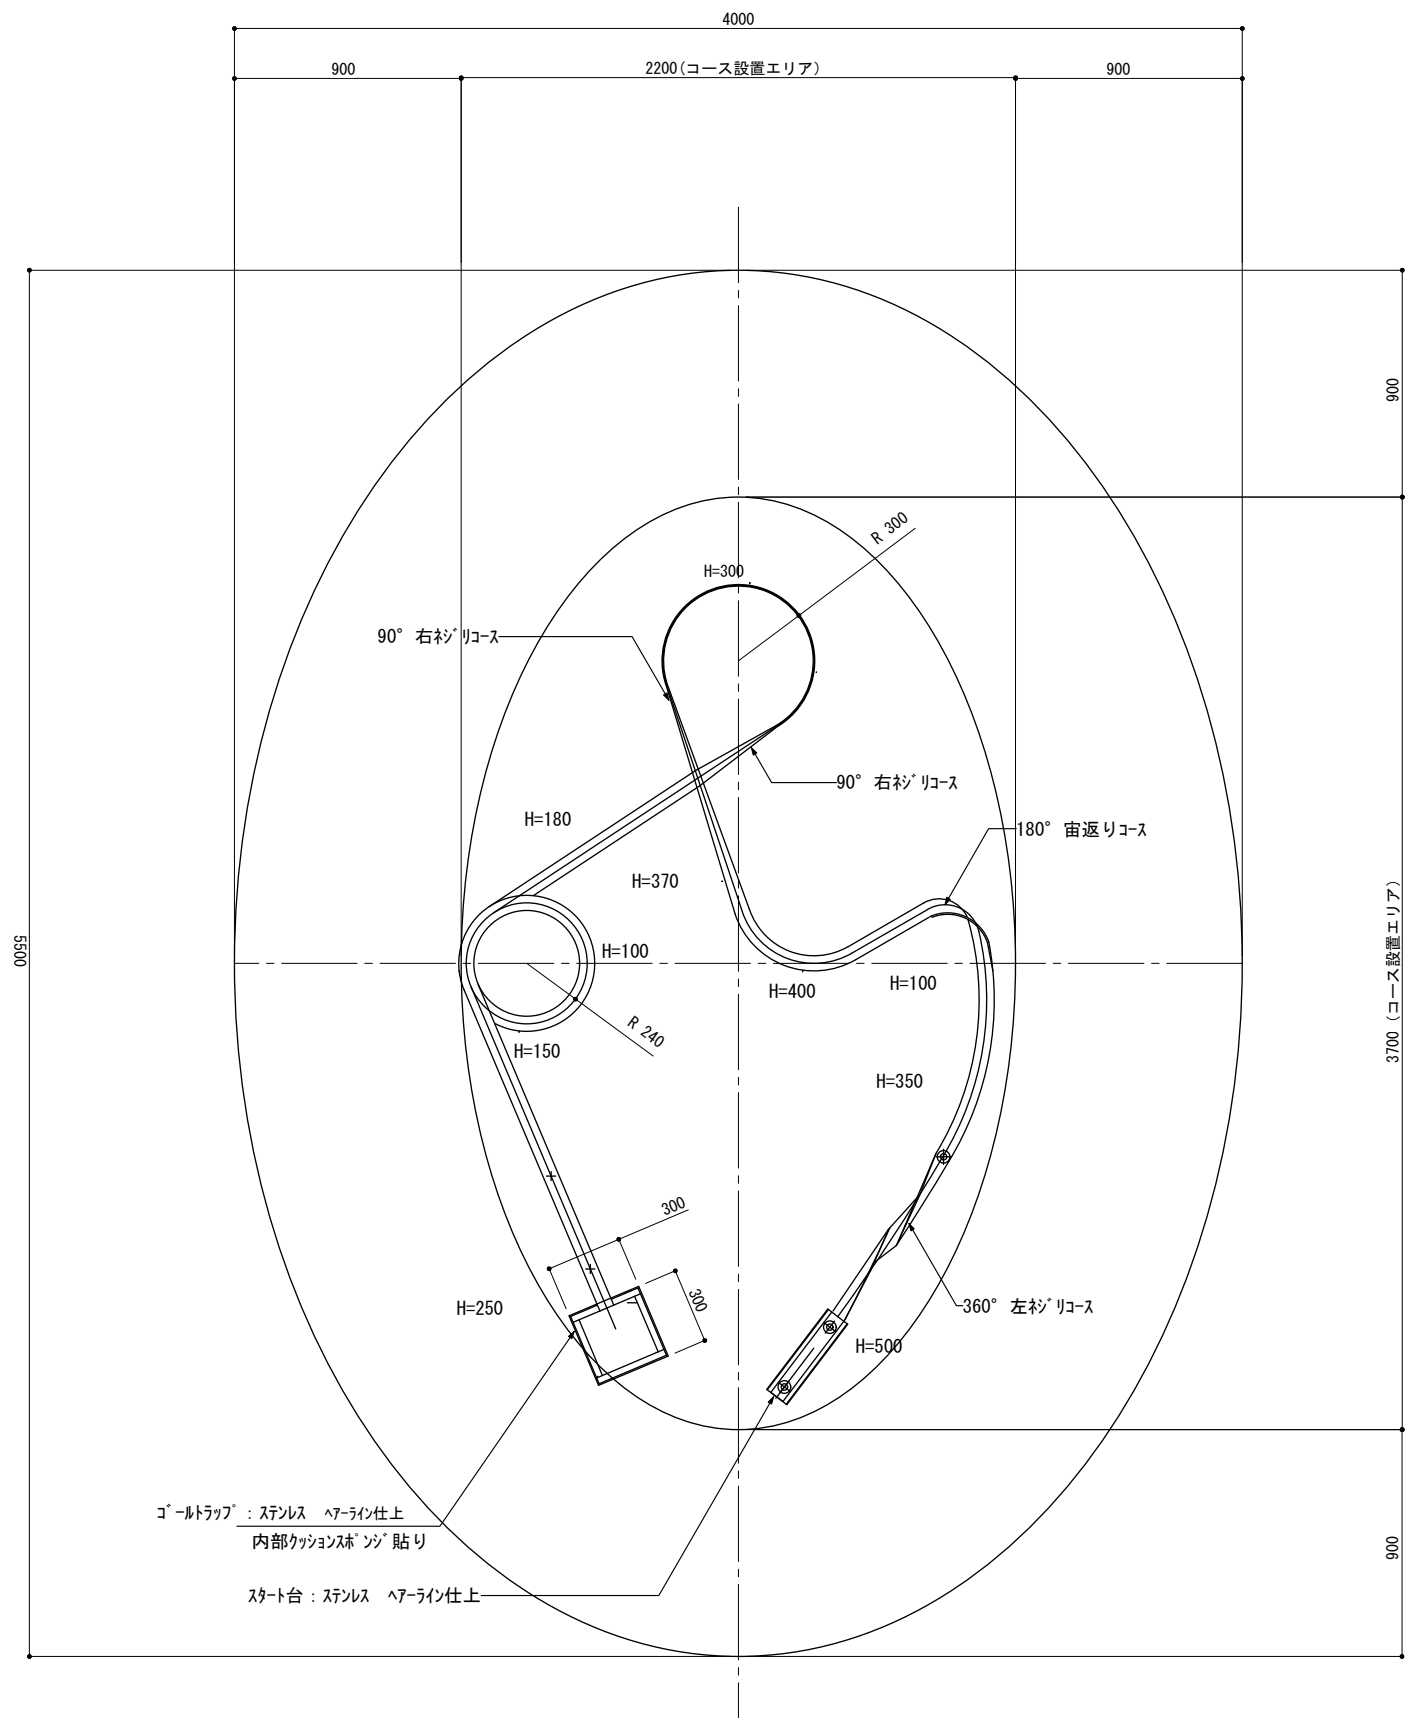 4000
900
2200(コース設置エリア)
900
900
R 300
H=300
90° 右ネジリコース
90° 右ネジリコース
H=180
180° 宙返りコース
H=370
5500
3700 (コース設置エリア)
H=100
H=400
H=100
R 240
H=150
H=350
300
300
H=250
360° 左ネジリコース
H=500
ゴールトラップ : ステンレス ヘアーライン仕上
内部クッションスポンジ貼り
900
スタート台 : ステンレス ヘアーライン仕上